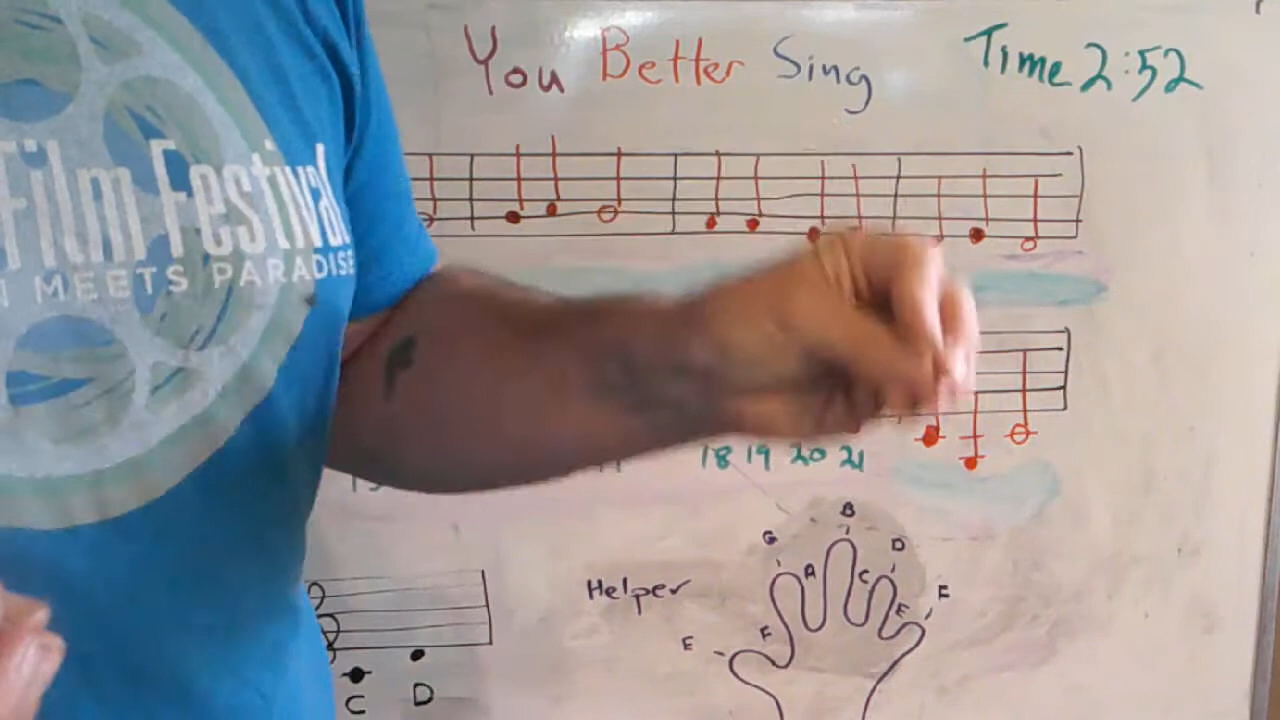 You Better Sing
Time 2:52
Film Festival
MEETS PARADISE
18 19 20 21
Helper
E F G A B C D E F
C D